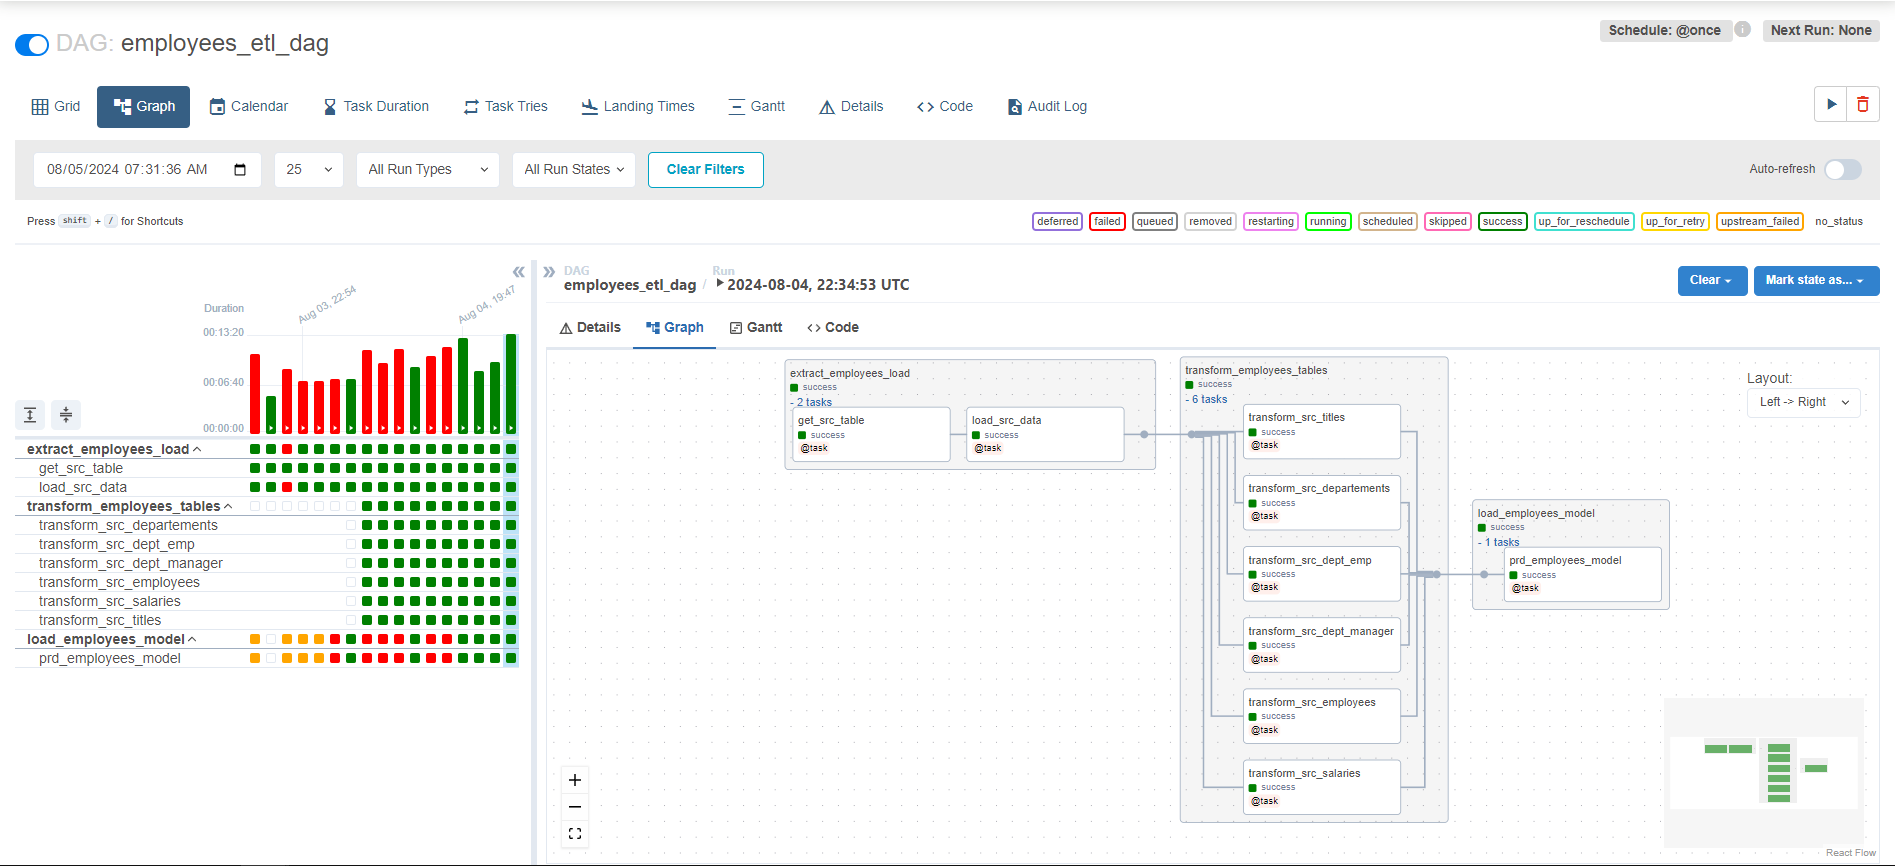 DAG: employees_etl_dag
Schedule: @once
Next Run: None
Grid
Graph
Calendar
Task Duration
Task Tries
Landing Times
Gantt
Details
Code
Audit Log
08/05/2024 07:31:36 AM
25
All Run Types
All Run States
Clear Filters
Auto-refresh
Press shift + / for Shortcuts
deferred
failed
queued
removed
restarting
running
scheduled
skipped
success
up_for_reschedule
up_for_retry
upstream_failed
no_status
Duration
Aug 03, 22:54
Aug 04, 19:47
00:13:20
00:06:40
00:00:00
extract_employees_load
get_src_table
load_src_data
transform_employees_tables
transform_src_departements
transform_src_dept_emp
transform_src_dept_manager
transform_src_employees
transform_src_salaries
transform_src_titles
load_employees_model
prd_employees_model
DAG
employees_etl_dag
/
Run
2024-08-04, 22:34:53 UTC
Clear
Mark state as...
Details
Graph
Gantt
Code
extract_employees_load
success
- 2 tasks
get_src_table
success
@task
load_src_data
success
@task
transform_employees_tables
success
- 6 tasks
transform_src_titles
success
@task
transform_src_departements
success
@task
transform_src_dept_emp
success
@task
transform_src_dept_manager
success
@task
transform_src_employees
success
@task
transform_src_salaries
success
@task
load_employees_model
success
- 1 tasks
prd_employees_model
success
@task
Layout:
Left -> Right
React Flow